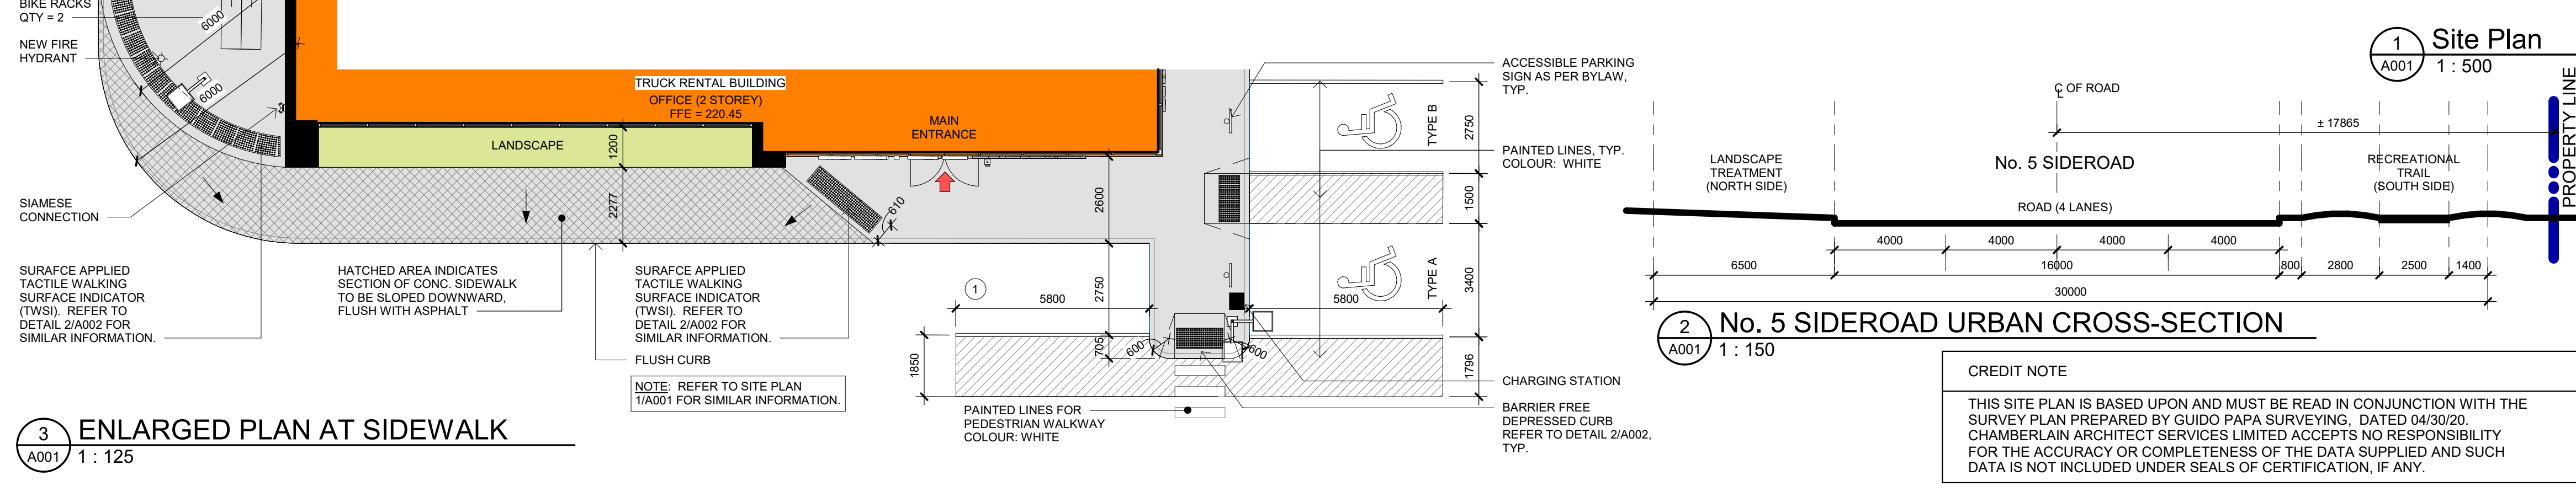 BIKE RACKS
QTY = 2
NEW FIRE
HYDRANT
6000
6000
SIAMESE
CONNECTION
SURAFCE APPLIED
TACTILE WALKING
SURFACE INDICATOR
(TWSI). REFER TO
DETAIL 2/A002 FOR
SIMILAR INFORMATION.
TRUCK RENTAL BUILDING
OFFICE (2 STOREY)
FFE = 220.45
MAIN
ENTRANCE
LANDSCAPE
1200
2277
610
2600
HATCHED AREA INDICATES
SECTION OF CONC. SIDEWALK
TO BE SLOPED DOWNWARD,
FLUSH WITH ASPHALT
SURAFCE APPLIED
TACTILE WALKING
SURFACE INDICATOR
(TWSI). REFER TO
DETAIL 2/A002 FOR
SIMILAR INFORMATION.
FLUSH CURB
NOTE: REFER TO SITE PLAN
1/A001 FOR SIMILAR INFORMATION.
1
5800
2750
705
1850
600
600
5800
PAINTED LINES FOR
PEDESTRIAN WALKWAY
COLOUR: WHITE
TYPE B
2750
1500
TYPE A
3400
1796
ACCESSIBLE PARKING
SIGN AS PER BYLAW,
TYP.
PAINTED LINES, TYP.
COLOUR: WHITE
CHARGING STATION
BARRIER FREE
DEPRESSED CURB
REFER TO DETAIL 2/A002,
TYP.
3
A001
ENLARGED PLAN AT SIDEWALK
1 : 125
1
A001
Site Plan
1 : 500
CL OF ROAD
± 17865
PROPERTY LINE
LANDSCAPE
TREATMENT
(NORTH SIDE)
No. 5 SIDEROAD
RECREATIONAL
TRAIL
(SOUTH SIDE)
ROAD (4 LANES)
4000
4000
4000
4000
6500
16000
800
2800
2500
1400
30000
2
A001
No. 5 SIDEROAD URBAN CROSS-SECTION
1 : 150
CREDIT NOTE
THIS SITE PLAN IS BASED UPON AND MUST BE READ IN CONJUNCTION WITH THE
SURVEY PLAN PREPARED BY GUIDO PAPA SURVEYING, DATED 04/30/20.
CHAMBERLAIN ARCHITECT SERVICES LIMITED ACCEPTS NO RESPONSIBILITY
FOR THE ACCURACY OR COMPLETENESS OF THE DATA SUPPLIED AND SUCH
DATA IS NOT INCLUDED UNDER SEALS OF CERTIFICATION, IF ANY.